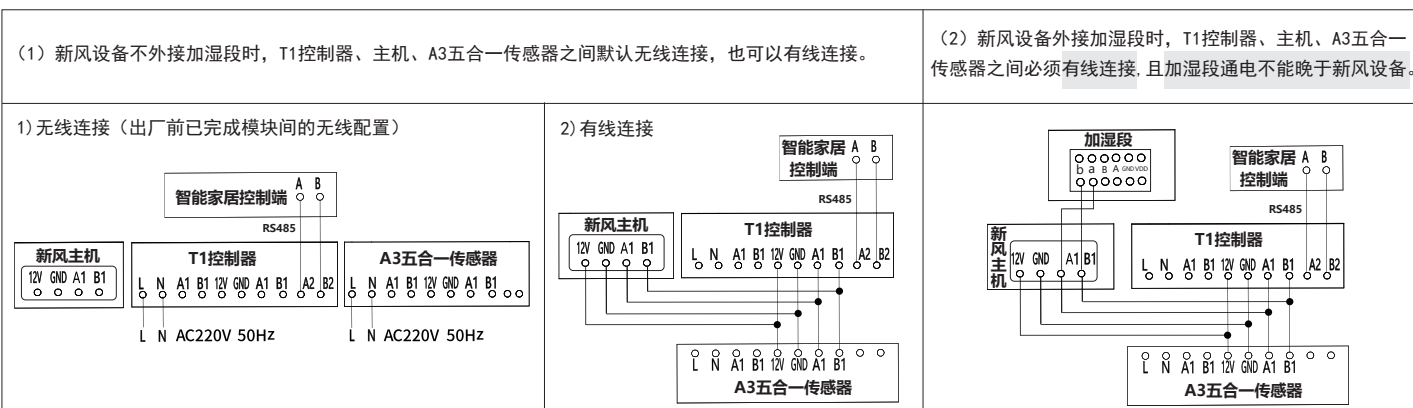 (1) 新风设备不外接加湿段时, T1控制器、主机、A3五合一传感器之间默认无线连接, 也可以有线连接。
(2) 新风设备外接加湿段时, T1控制器、主机、A3五合一
传感器之间必须有线连接, 且加湿段通电不能晚于新风设备。
1)无线连接（出厂前已完成模块间的无线配置）
智能家居控制端 A B
RS485
新风主机
12V GND A1 B1
T1控制器
L N A1 B1 12V GND A1 B1 A2 B2
L N AC220V 50Hz
A3五合一传感器
L N A1 B1 12V GND A1 B1
L N AC220V 50Hz
2)有线连接
智能家居 A B
控制端
RS485
新风主机
12V GND A1 B1
T1控制器
L N A1 B1 12V GND A1 B1 A2 B2
L N A1 B1 12V GND A1 B1
A3五合一传感器
加湿段
b a B A GND VDD
智能家居 A B
控制端
RS485
新风主机
12V GND A1 B1
T1控制器
L N A1 B1 12V GND A1 B1 A2 B2
L N A1 B1 12V GND A1 B1
A3五合一传感器